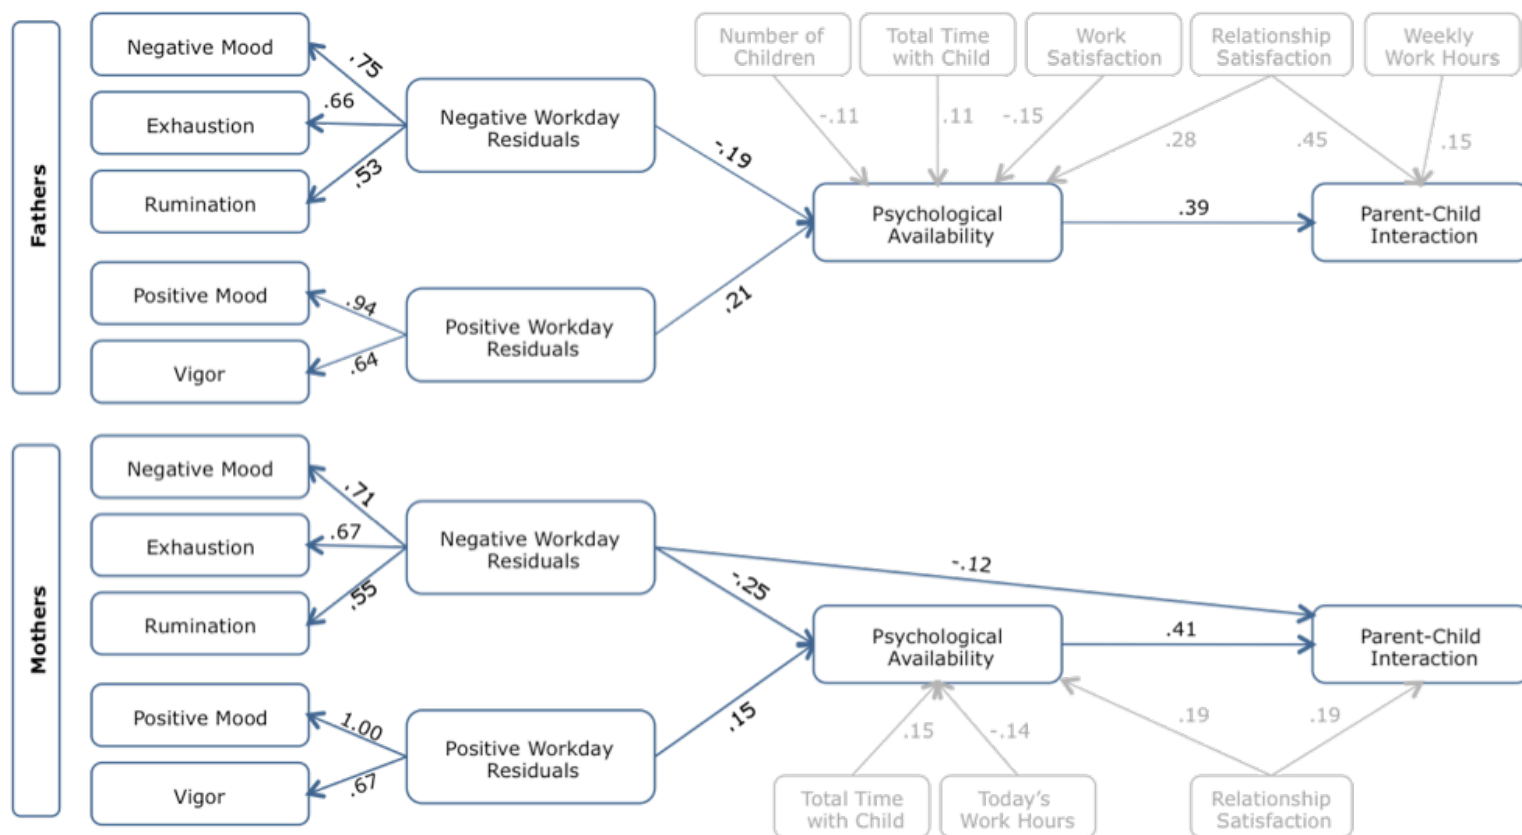 Fathers
Negative Mood
Exhaustion
Rumination
Positive Mood
Vigor
.75
.66
.53
.94
.64
Negative Workday
Residuals
Positive Workday
Residuals
-.19
.21
Number of
Children
Total Time
with Child
Work
Satisfaction
Relationship
Satisfaction
Weekly
Work Hours
-.11
.11
-.15
.28
.45
.15
Psychological
Availability
.39
Parent-Child
Interaction
Mothers
Negative Mood
Exhaustion
Rumination
Positive Mood
Vigor
.71
.67
.55
1.00
.67
Negative Workday
Residuals
Positive Workday
Residuals
-.12
-.25
.15
Psychological
Availability
.41
Parent-Child
Interaction
.15
-.14
.19
.19
Total Time
with Child
Today's
Work Hours
Relationship
Satisfaction